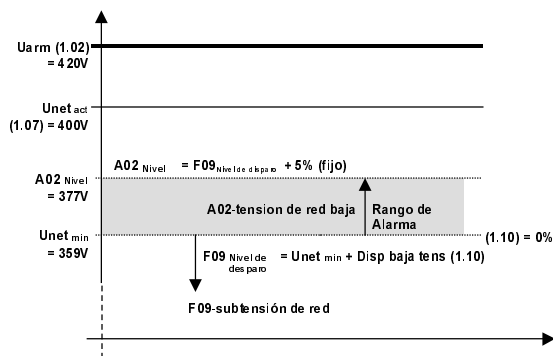 Uarm (1.02)
= 420V
Unet act
(1.07) = 400V
A02 Nivel = F09 Nivel de disparo + 5% (fijo)
A02 Nivel
= 377V
A02-tension de red baja
Rango de
Alarma
Unet min
= 359V
(1.10) = 0%
F09 Nivel de desparo = Unet min + Disp baja tens (1.10)
F09-subtensión de red